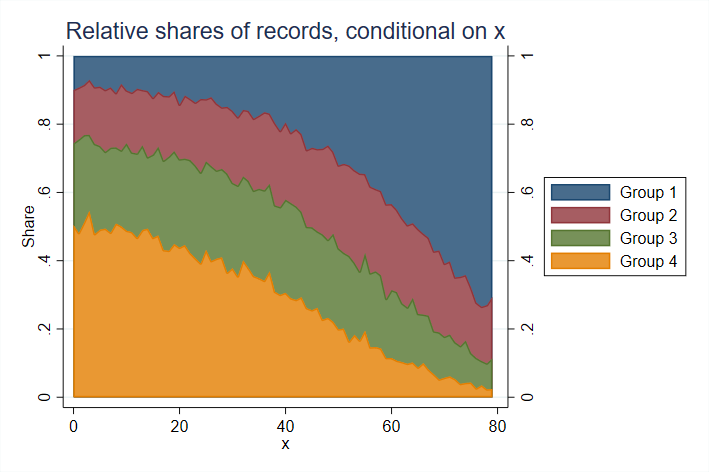 Relative shares of records, conditional on x
1
.8
.6
.4
.2
0
Share
0 20 40 60 80
x
1
.8
.6
.4
.2
0
Group 1
Group 2
Group 3
Group 4